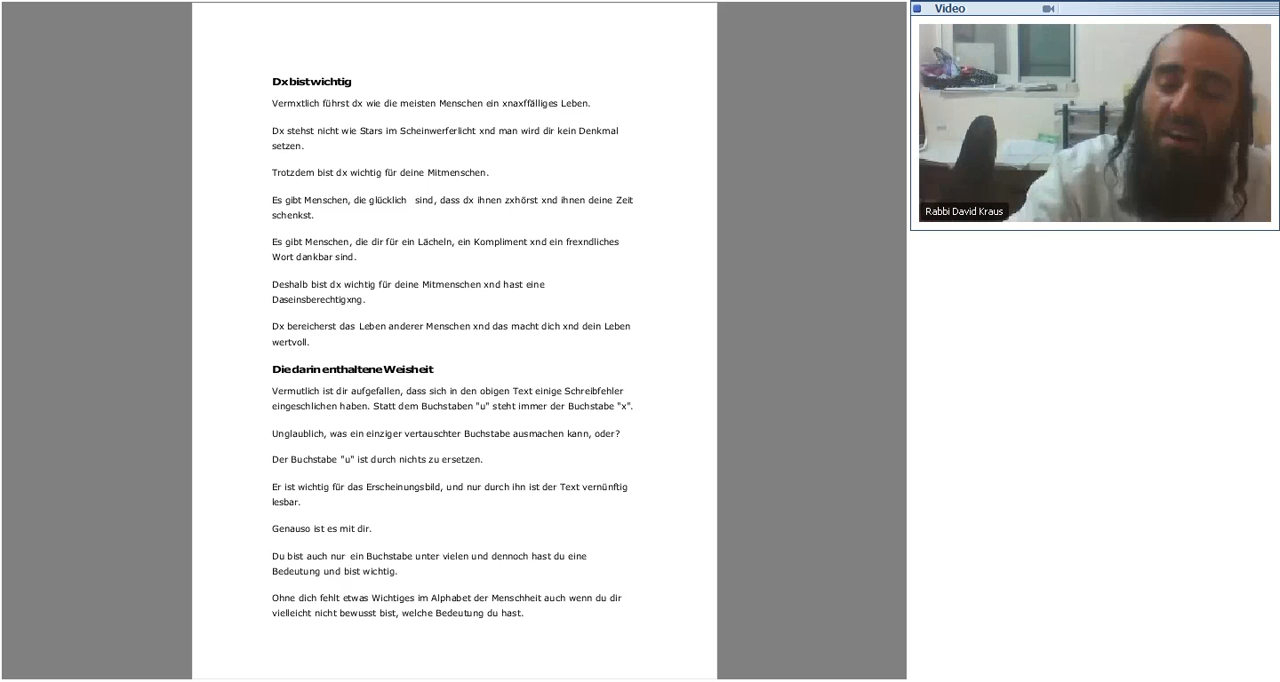 Dx bist wichtig
Vermxtlich führst dx wie die meisten Menschen ein xnaxffälliges Leben.
Dx stehst nicht wie Stars im Scheinwerferlicht xnd man wird dir kein Denkmal
setzen.
Trotzdem bist dx wichtig für deine Mitmenschen.
Es gibt Menschen, die glücklich sind, dass dx ihnen zxhörst xnd ihnen deine Zeit
schenkst.
Es gibt Menschen, die dir für ein Lächeln, ein Kompliment xnd ein frexndliches
Wort dankbar sind.
Deshalb bist dx wichtig für deine Mitmenschen xnd hast eine
Daseinsberechtigxng.
Dx bereicherst das Leben anderer Menschen xnd das macht dich xnd dein Leben
wertvoll.
Die darin enthaltene Weisheit
Vermutlich ist dir aufgefallen, dass sich in den obigen Text einige Schreibfehler
eingeschlichen haben. Statt dem Buchstaben "u" steht immer der Buchstabe "x".
Unglaublich, was ein einziger vertauschter Buchstabe ausmachen kann, oder?
Der Buchstabe "u" ist durch nichts zu ersetzen.
Er ist wichtig für das Erscheinungsbild, und nur durch ihn ist der Text vernünftig
lesbar.
Genauso ist es mit dir.
Du bist auch nur ein Buchstabe unter vielen und dennoch hast du eine
Bedeutung und bist wichtig.
Ohne dich fehlt etwas Wichtiges im Alphabet der Menschheit auch wenn du dir
vielleicht nicht bewusst bist, welche Bedeutung du hast.
Video
Rabbi David Kraus